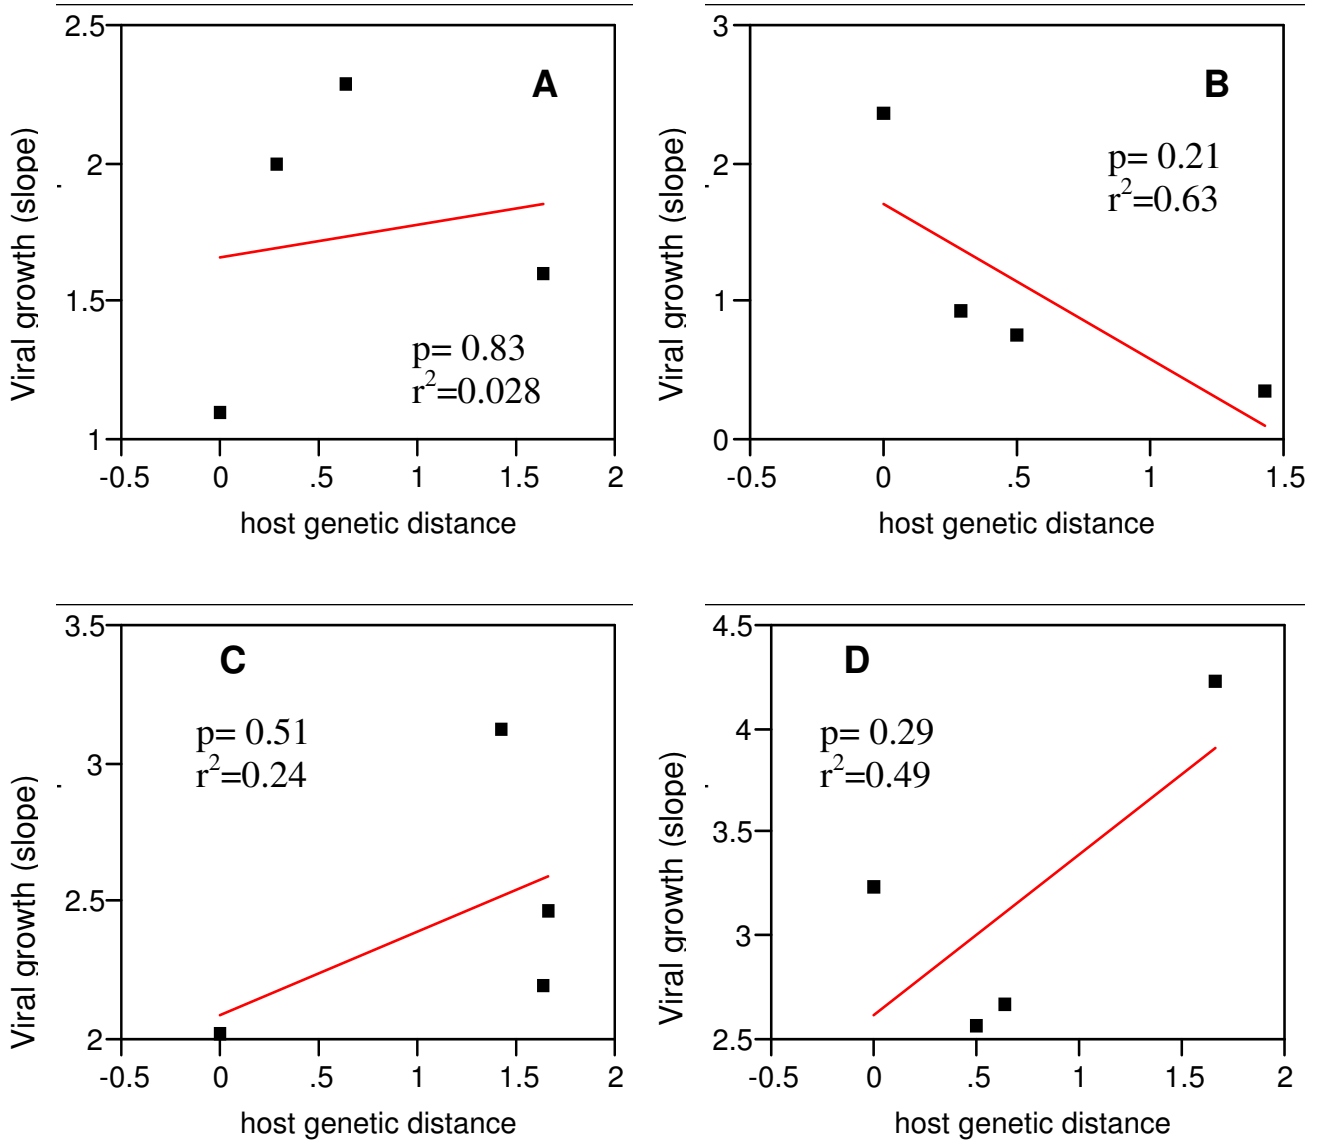 2.5
2
1.5
1
-0.5 0 .5 1 1.5 2
Viral growth (slope)
host genetic distance
A
p= 0.83
r²=0.028
3
2
1
0
-0.5 0 .5 1 1.5
Viral growth (slope)
host genetic distance
B
p= 0.21
r²=0.63
3.5
3
2.5
2
-0.5 0 .5 1 1.5 2
Viral growth (slope)
host genetic distance
C
p= 0.51
r²=0.24
4.5
4
3.5
3
2.5
-0.5 0 .5 1 1.5 2
Viral growth (slope)
host genetic distance
D
p= 0.29
r²=0.49